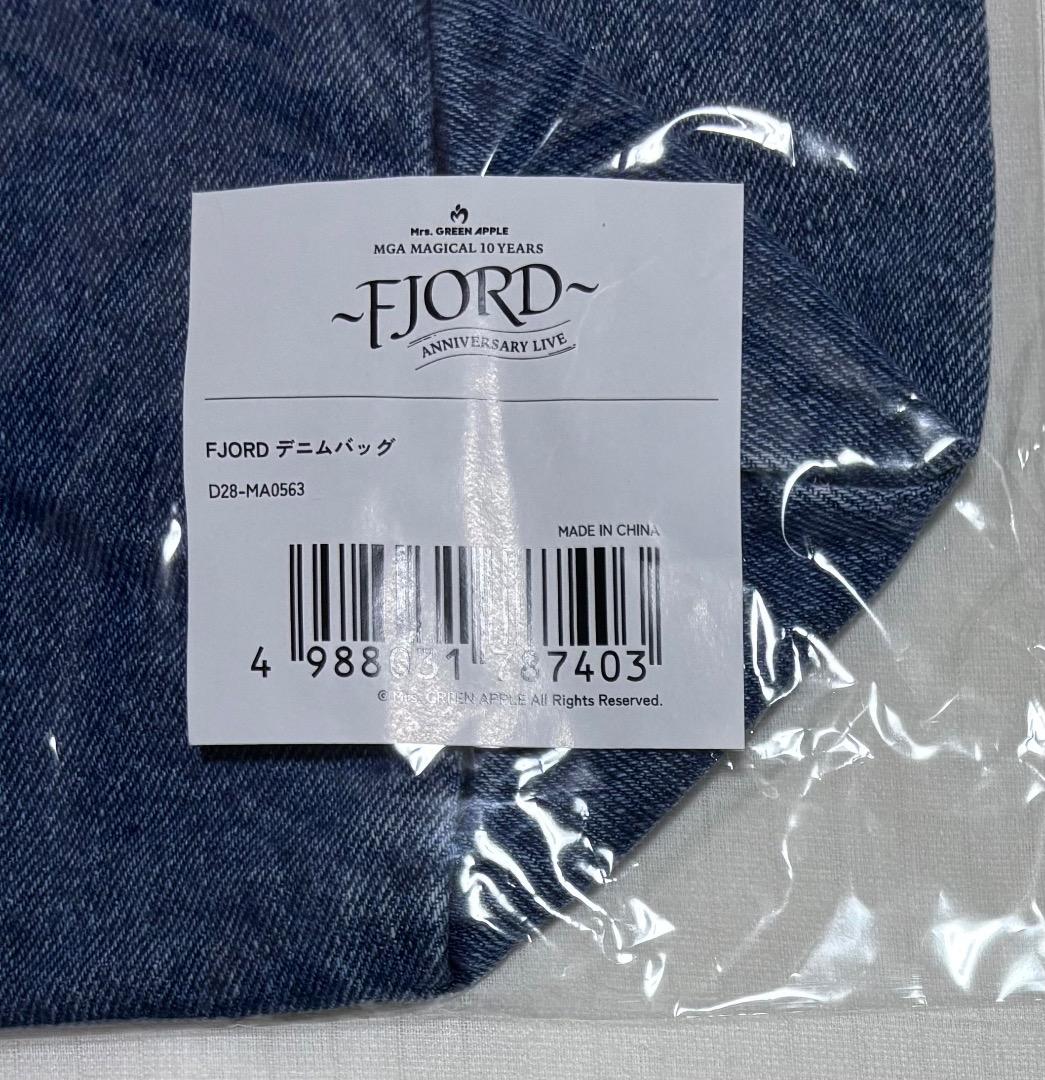 Mrs. GREEN APPLE
MGA MAGICAL 10 YEARS
~FJORD~
ANNIVERSARY LIVE
FJORD デニムバッグ
D28-MA0563
MADE IN CHINA
4 988031 787403
© Mrs. GREEN APPLE All Rights Reserved.